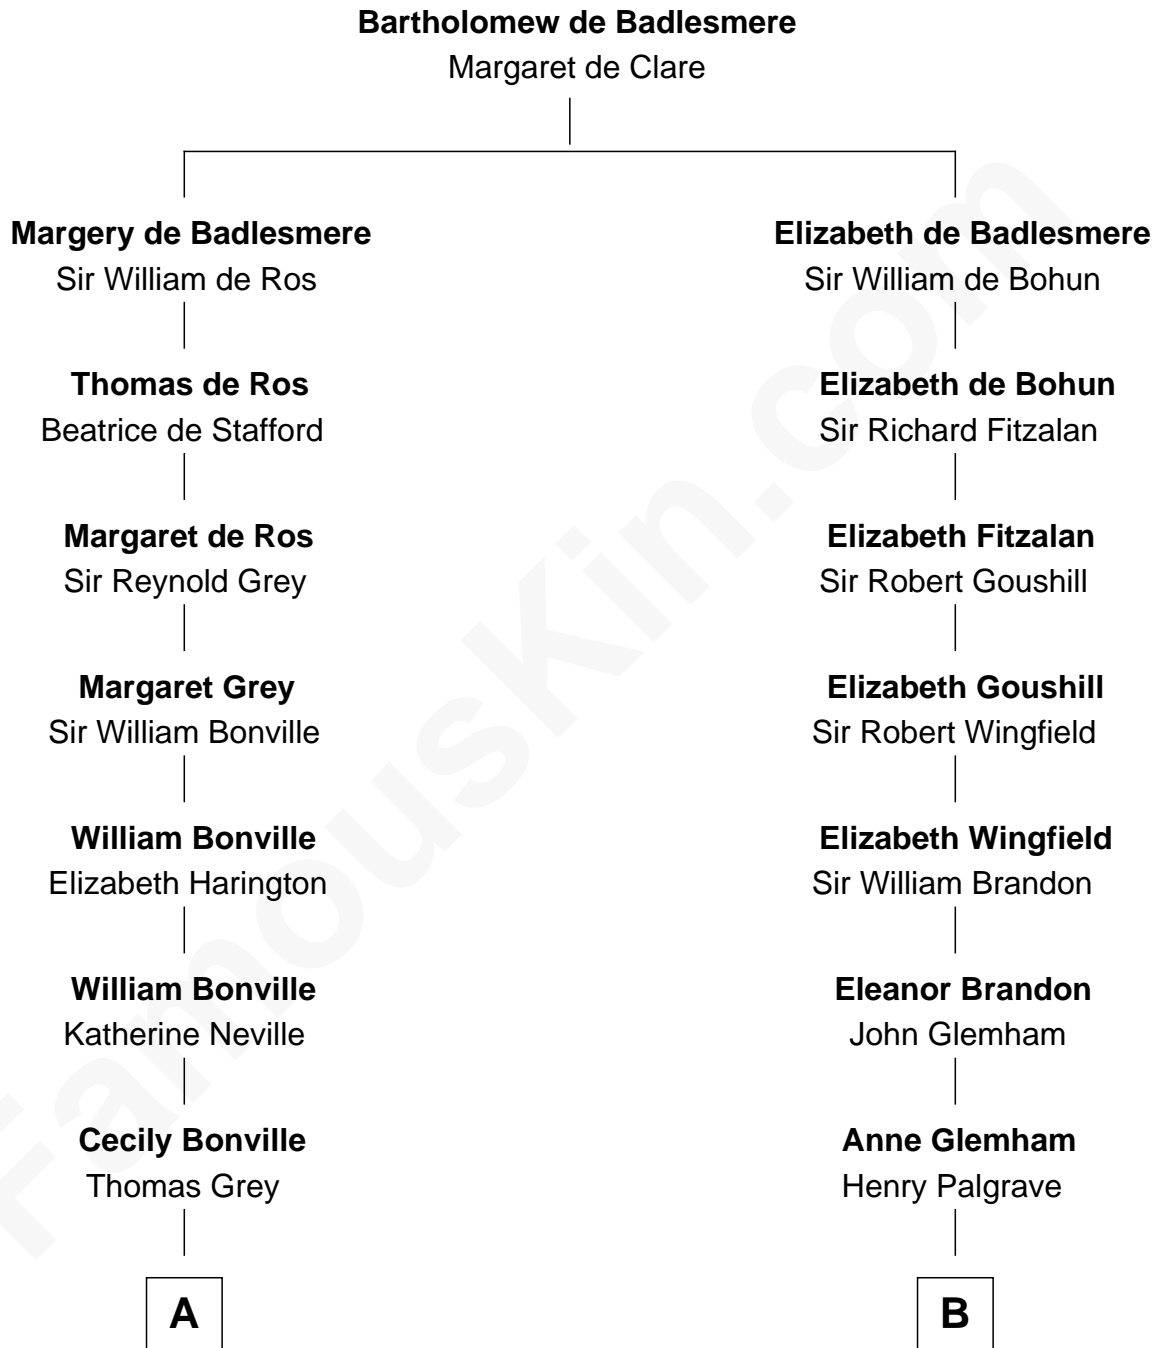 Bartholomew de Badlesmere
Margaret de Clare
Margery de Badlesmere
Sir William de Ros
Elizabeth de Badlesmere
Sir William de Bohun
Thomas de Ros
Beatrice de Stafford
Elizabeth de Bohun
Sir Richard Fitzalan
Margaret de Ros
Sir Reynold Grey
Elizabeth Fitzalan
Sir Robert Goushill
Margaret Grey
Sir William Bonville
Elizabeth Goushill
Sir Robert Wingfield
William Bonville
Elizabeth Harington
Elizabeth Wingfield
Sir William Brandon
William Bonville
Katherine Neville
Eleanor Brandon
John Glemham
Cecily Bonville
Thomas Grey
Anne Glemham
Henry Palgrave
A
B
FamousKin.com